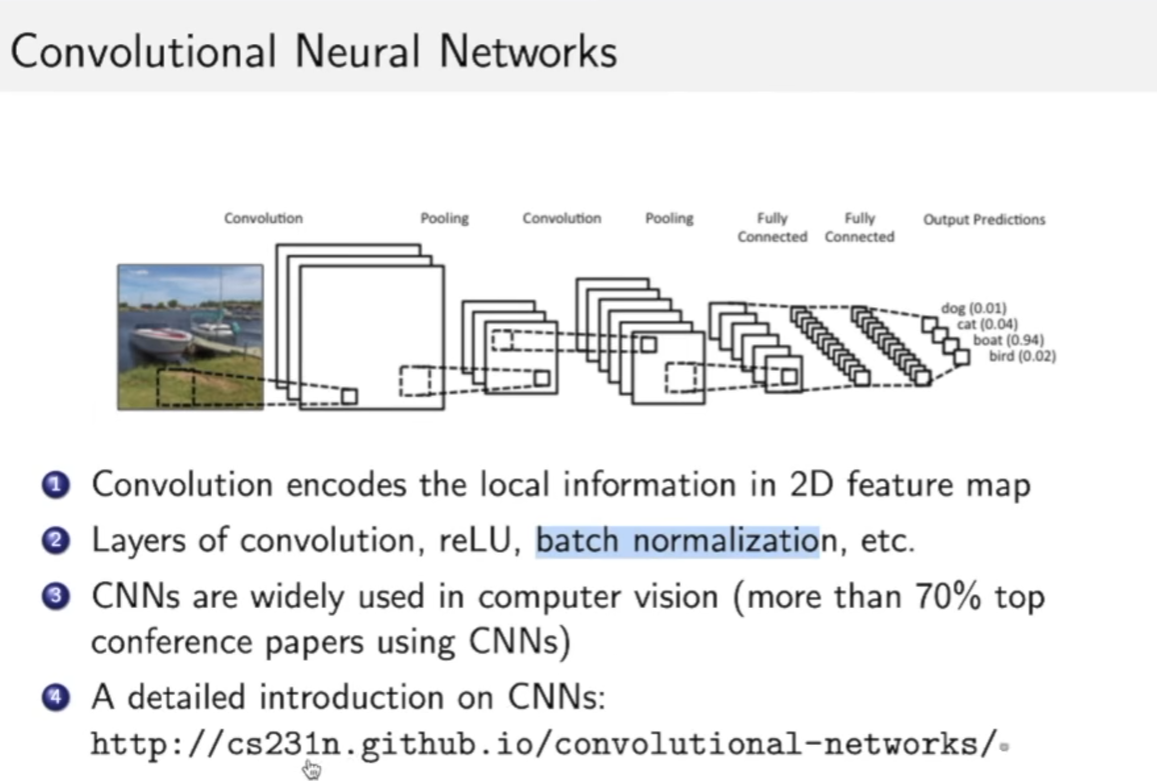 Convolutional Neural Networks
Convolution Pooling Convolution Pooling Fully Fully Output Predictions
Connected Connected
dog (0.01)
cat (0.04)
boat (0.94)
bird (0.02)
1 Convolution encodes the local information in 2D feature map
2 Layers of convolution, reLU, batch normalization, etc.
3 CNNs are widely used in computer vision (more than 70% top
conference papers using CNNs)
4 A detailed introduction on CNNs:
http://cs231n.github.io/convolutional-networks/